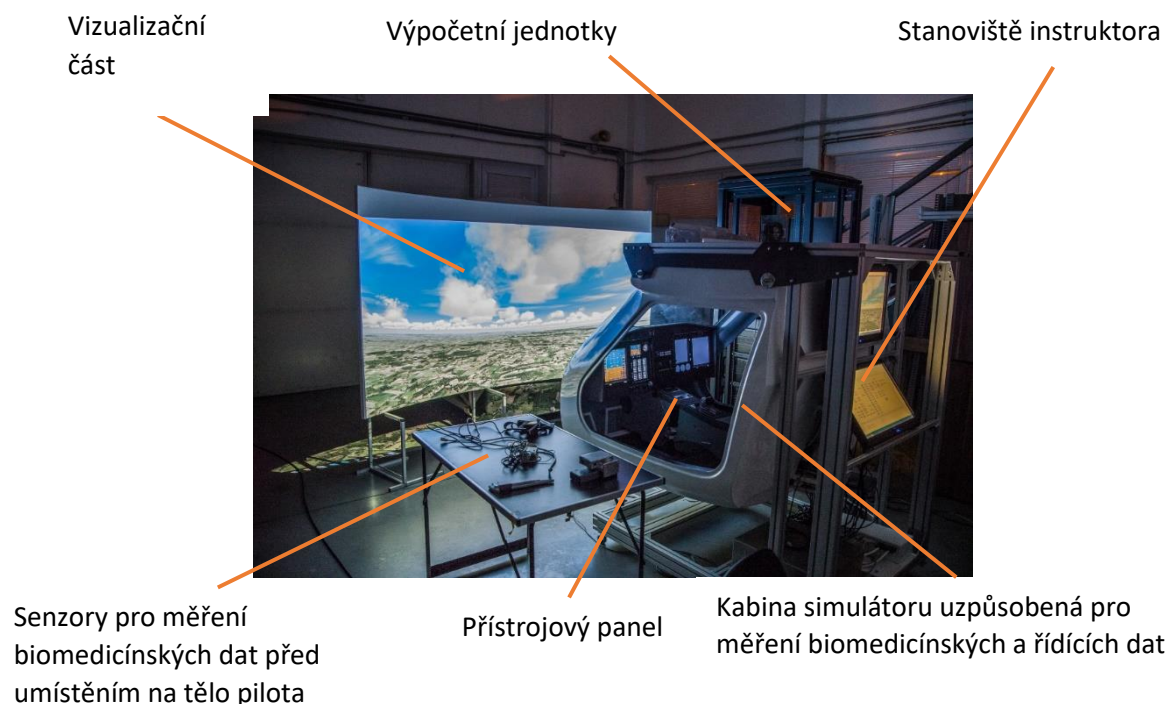 Vizualizační
část
Výpočetní jednotky
Stanoviště instruktora
Senzory pro měření
biomedicínských dat před
umístěním na tělo pilota
Přístrojový panel
Kabina simulátoru uzpůsobená pro
měření biomedicínských a řídících dat